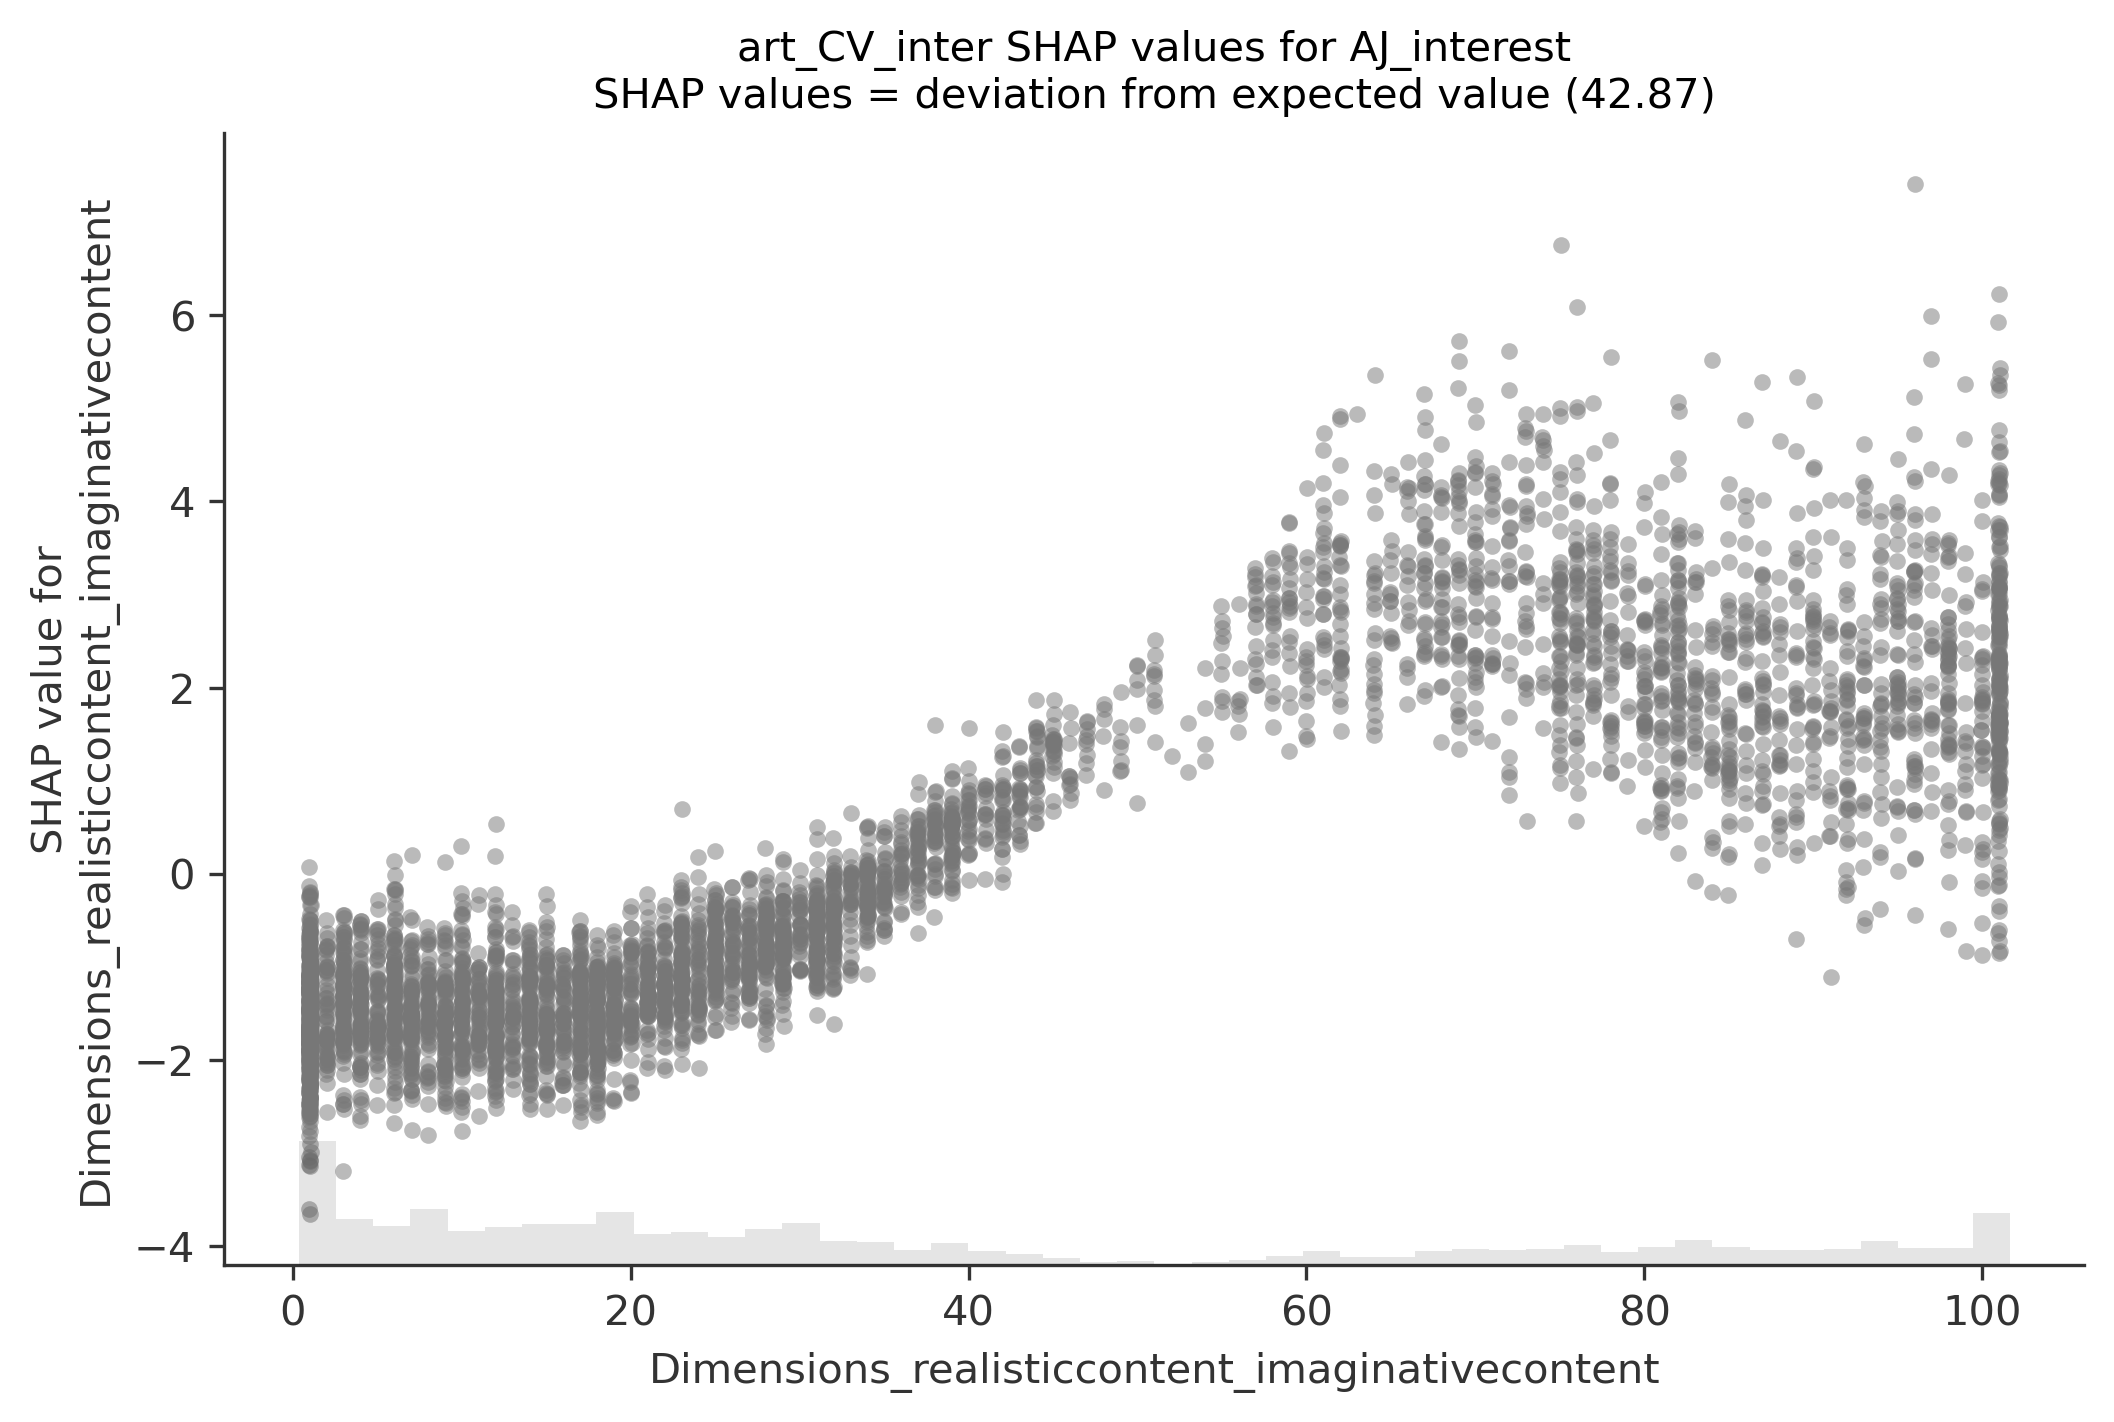 art_CV_inter SHAP values for AJ_interest
SHAP values = deviation from expected value (42.87)
SHAP value for
Dimensions_realisticcontent_imaginativecontent
6
4
2
0
−2
−4
0 20 40 60 80 100
Dimensions_realisticcontent_imaginativecontent